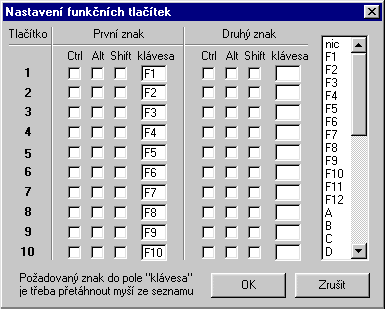 Nastavení funkčních tlačítek
Tlačítko První znak Druhý znak
Ctrl Alt Shift klávesa Ctrl Alt Shift klávesa
1 F1
2 F2
3 F3
4 F4
5 F5
6 F6
7 F7
8 F8
9 F9
10 F10
nic
F1
F2
F3
F4
F5
F6
F7
F8
F9
F10
F11
F12
A
B
C
D
Požadovaný znak do pole "klávesa"
je třeba přetáhnout myší ze seznamu
OK Zrušit